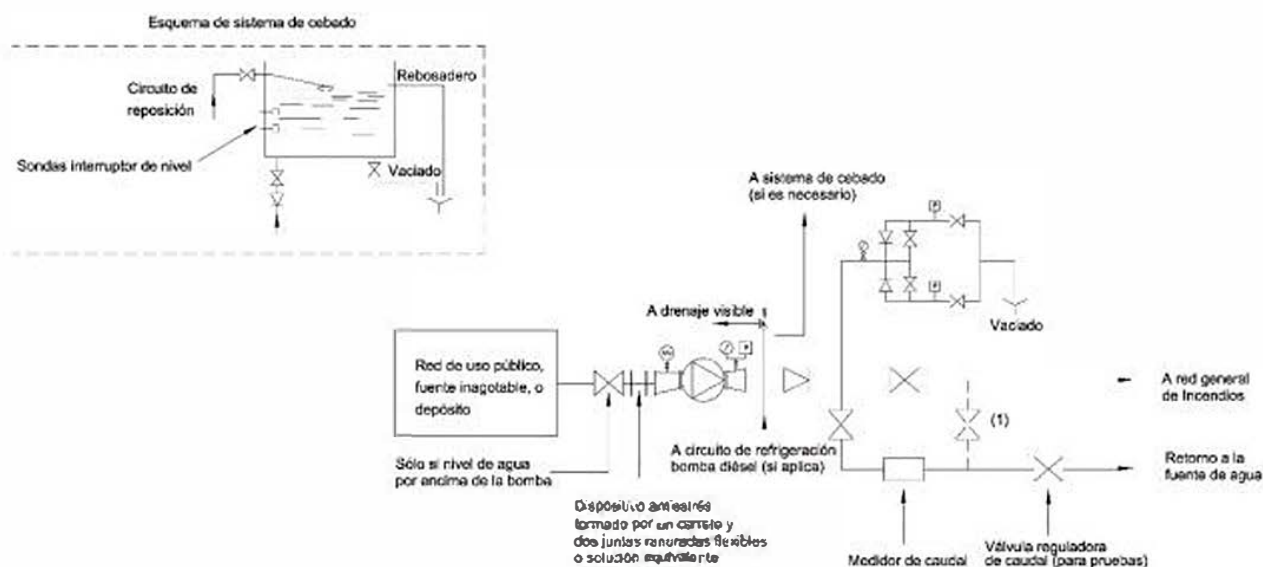 Esquema de sistema de cebado
Rebosadero
Circuito de
reposición
Sondas interruptor de nivel
Vaciado
A sistema de cebado
(si es necesario)
A drenaje visible
Vaciado
Red de uso público,
fuente inagotable, o
depósito
A red general
de Incendios
(1)
Sólo si nivel de agua
por encima de la bomba
A circuito de refrigeración
bomba diésel (si aplica)
Retorno a la
fuente de agua
Dispositivo
formado por un carrete y
dos juntas ranuradas flexibles
o solución equivalente
Medidor de caudal
Válvula reguladora
de caudal (para pruebas)